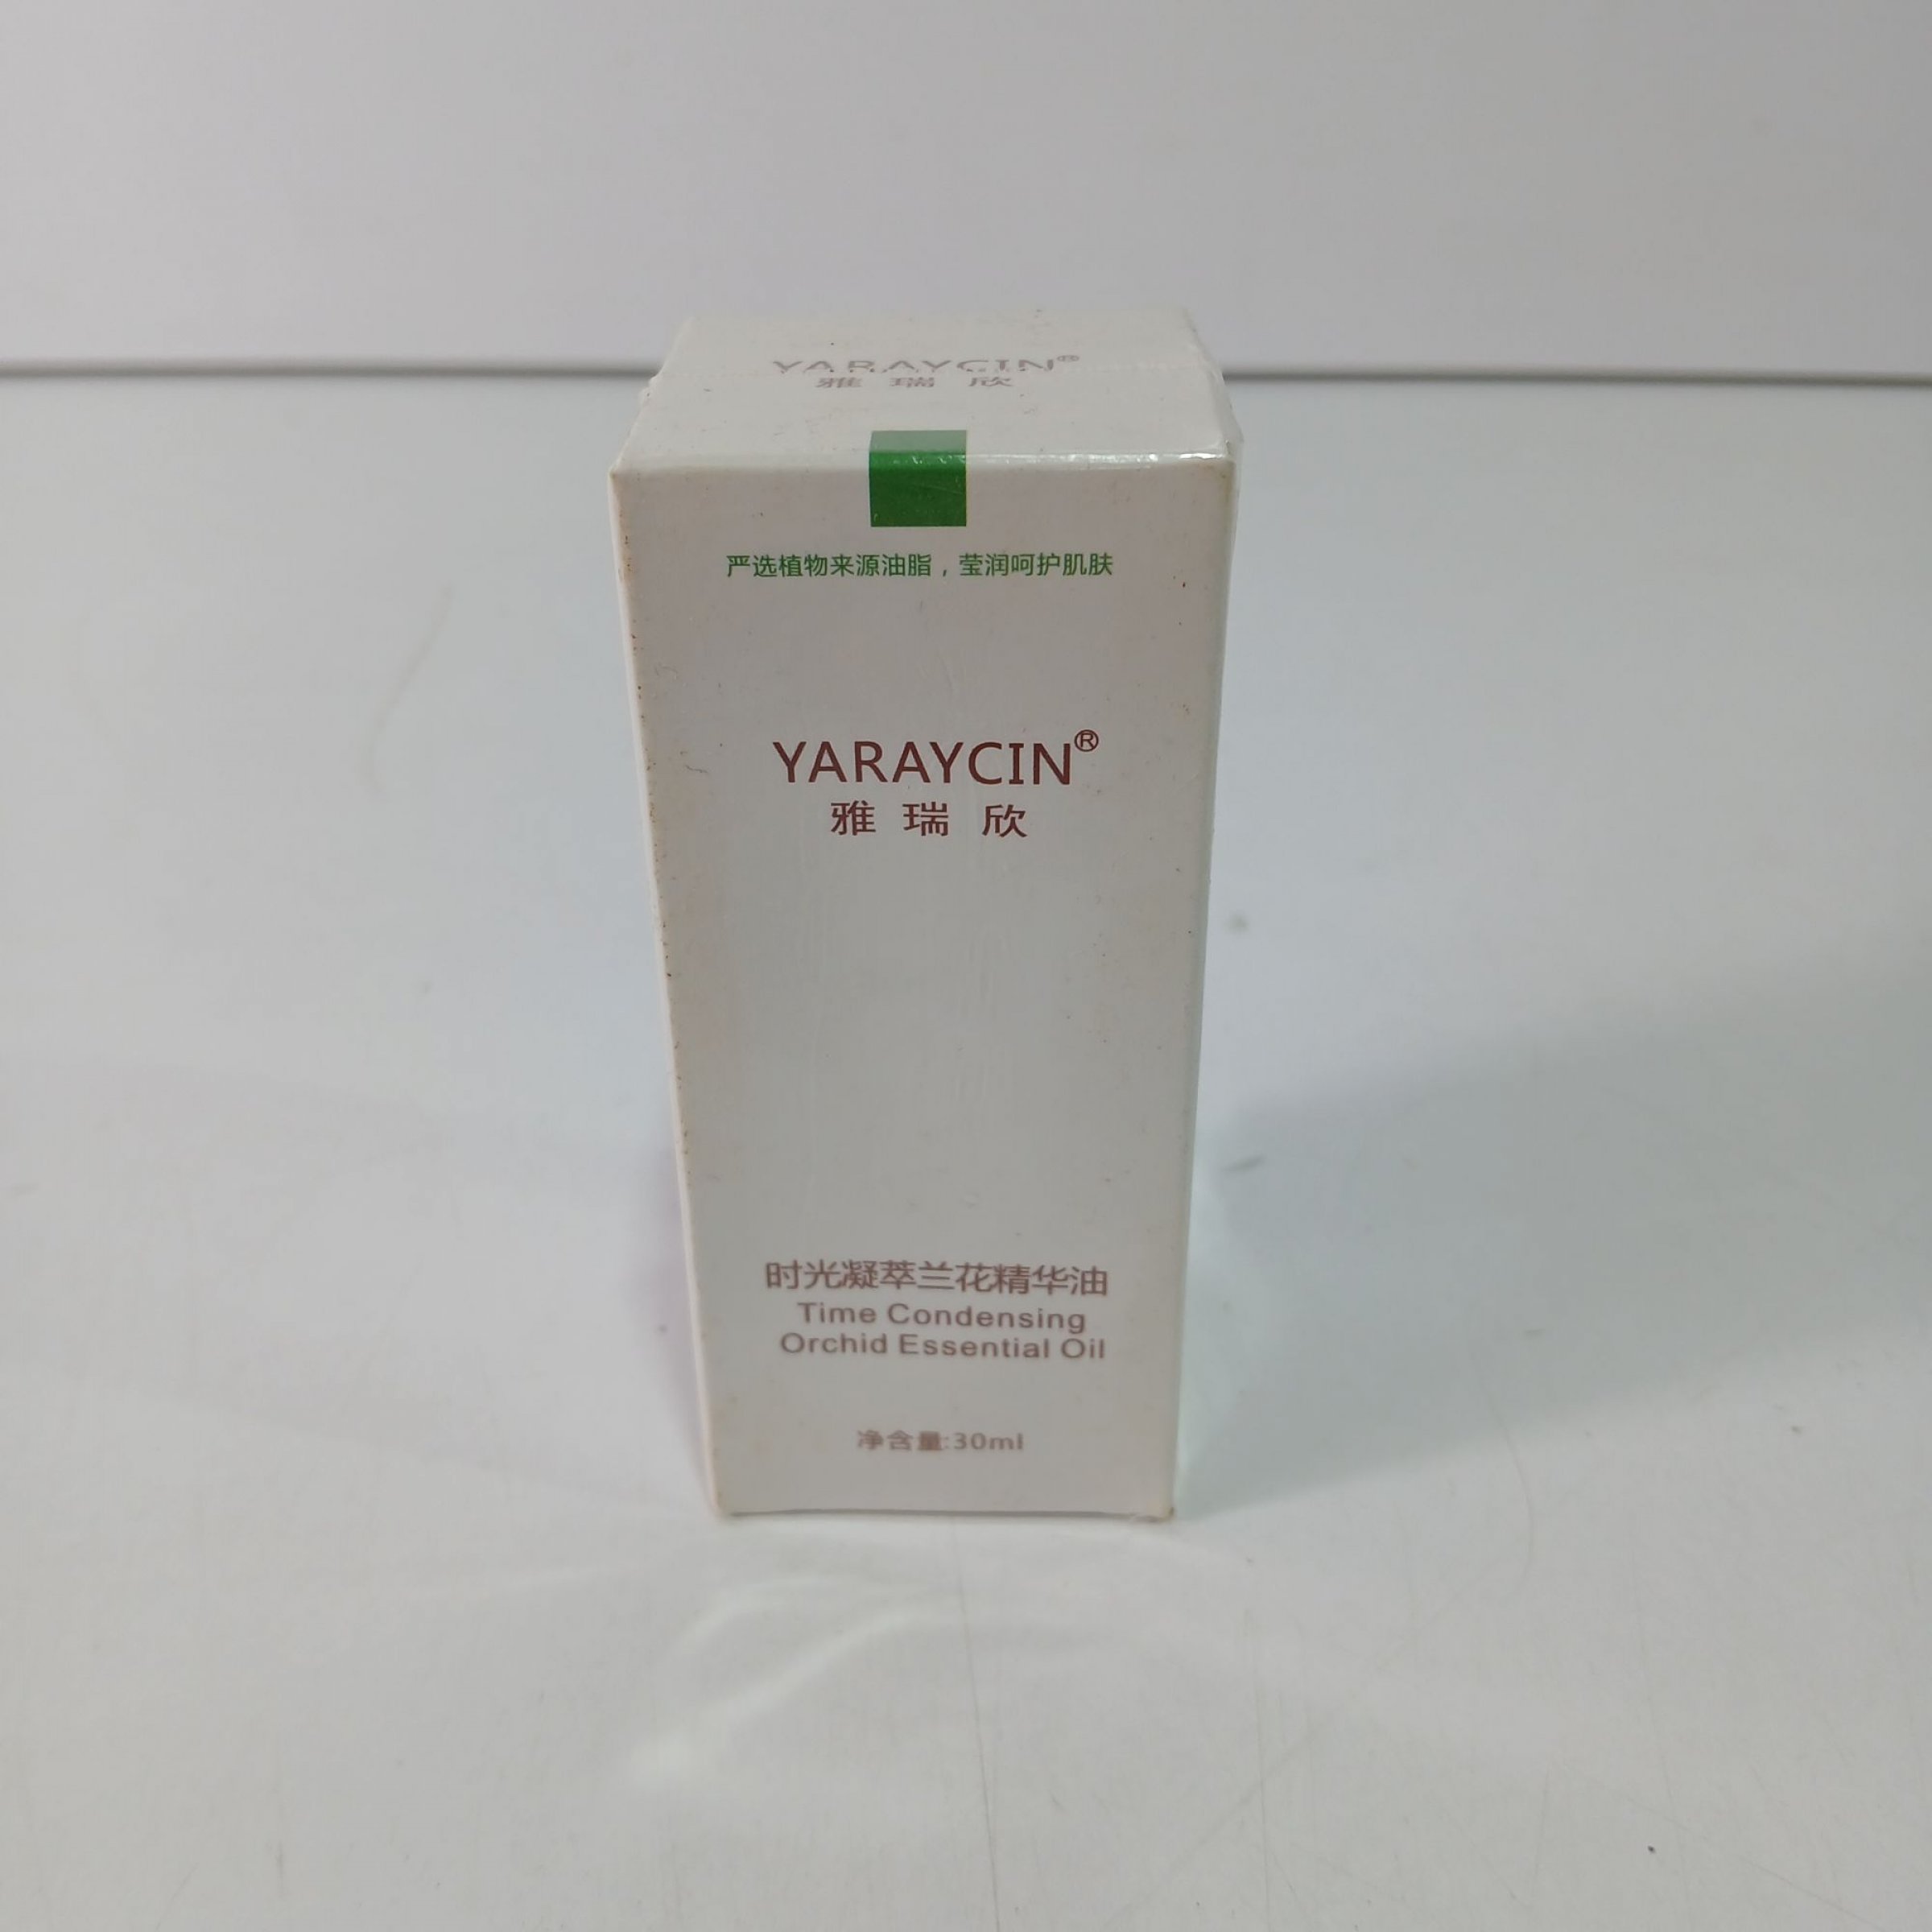 YARAYCIN®
雅瑞欣
严选植物来源油脂，莹润呵护肌肤
YARAYCIN®
雅瑞欣
时光凝萃兰花精华油
Time Condensing
Orchid Essential Oil
净含量:30ml